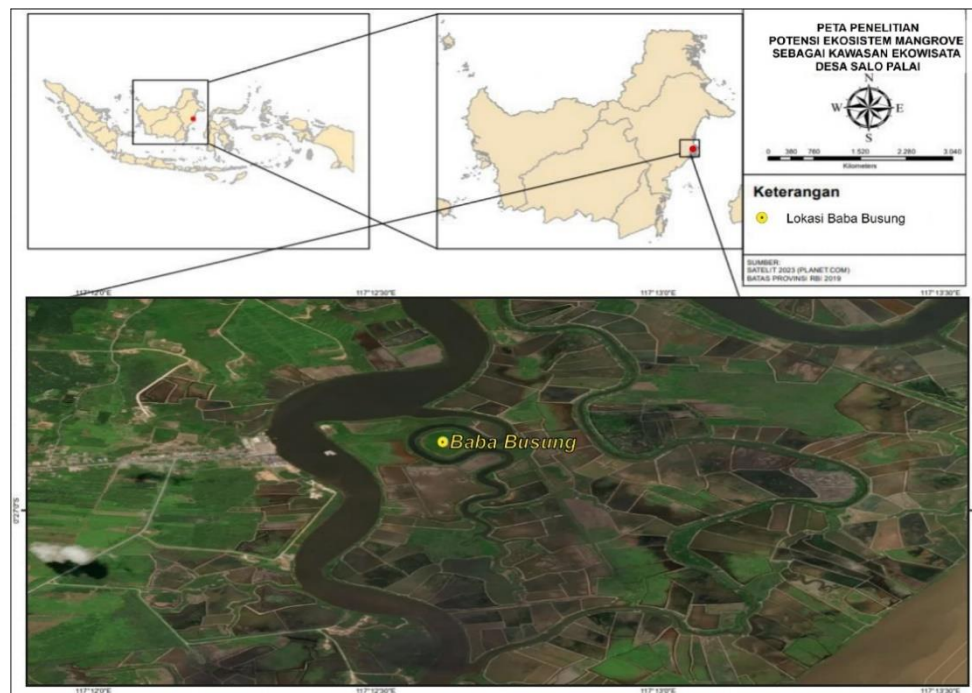 PETA PENELITIAN
POTENSI EKOSISTEM MANGROVE
SEBAGAI KAWASAN EKOWISATA
DESA SALO PALAI
N
W E
S
0 380 760 1.520 2.280 3.040
Kilometers
Keterangan
Lokasi Baba Busung
SUMBER:
SATELIT 2023 (PLANET.COM)
BATAS PROVINSI RBI 2019
117°12'0"E 117°12'30"E 117°13'0"E 117°13'30"E
Baba Busung
0°27'0"S
117°12'0"E 117°12'30"E 117°13'0"E 117°13'30"E